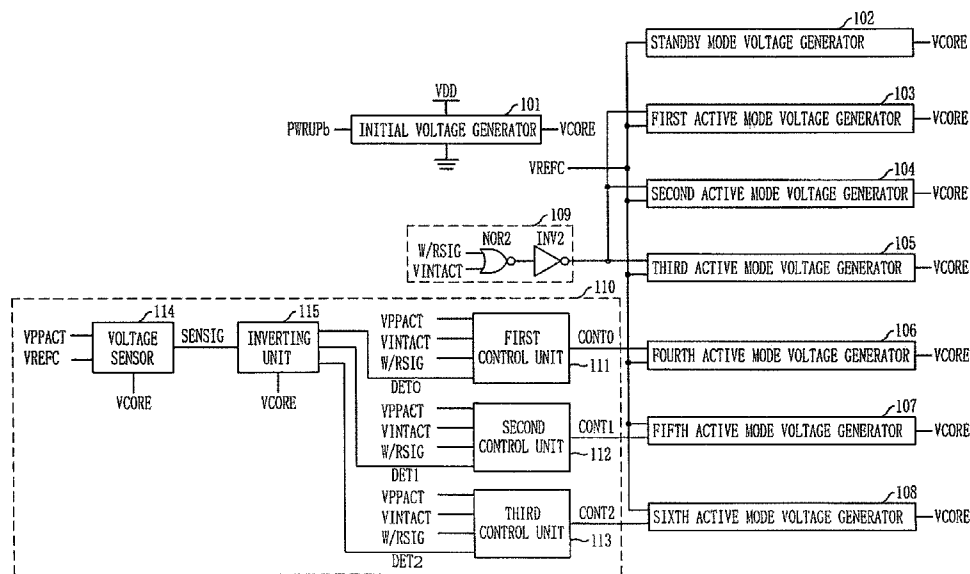 102
STANDBY MODE VOLTAGE GENERATOR
VCORE
VDD
101
PWRUPb
INITIAL VOLTAGE GENERATOR
VCORE
103
FIRST ACTIVE MODE VOLTAGE GENERATOR
VCORE
VREFC
104
SECOND ACTIVE MODE VOLTAGE GENERATOR
VCORE
109
W/RSIG
VINTACT
NOR2
INV2
105
THIRD ACTIVE MODE VOLTAGE GENERATOR
VCORE
110
114
VPPACT
VREFC
VOLTAGE
SENSOR
VCORE
SENSIG
115
INVERTING
UNIT
VCORE
VPPACT
VINTACT
W/RSIG
DET0
FIRST
CONTROL UNIT
111
CONT0
106
FOURTH ACTIVE MODE VOLTAGE GENERATOR
VCORE
VPPACT
VINTACT
W/RSIG
DET1
SECOND
CONTROL UNIT
112
CONT1
107
FIFTH ACTIVE MODE VOLTAGE GENERATOR
VCORE
VPPACT
VINTACT
W/RSIG
DET2
THIRD
CONTROL UNIT
113
CONT2
108
SIXTH ACTIVE MODE VOLTAGE GENERATOR
VCORE